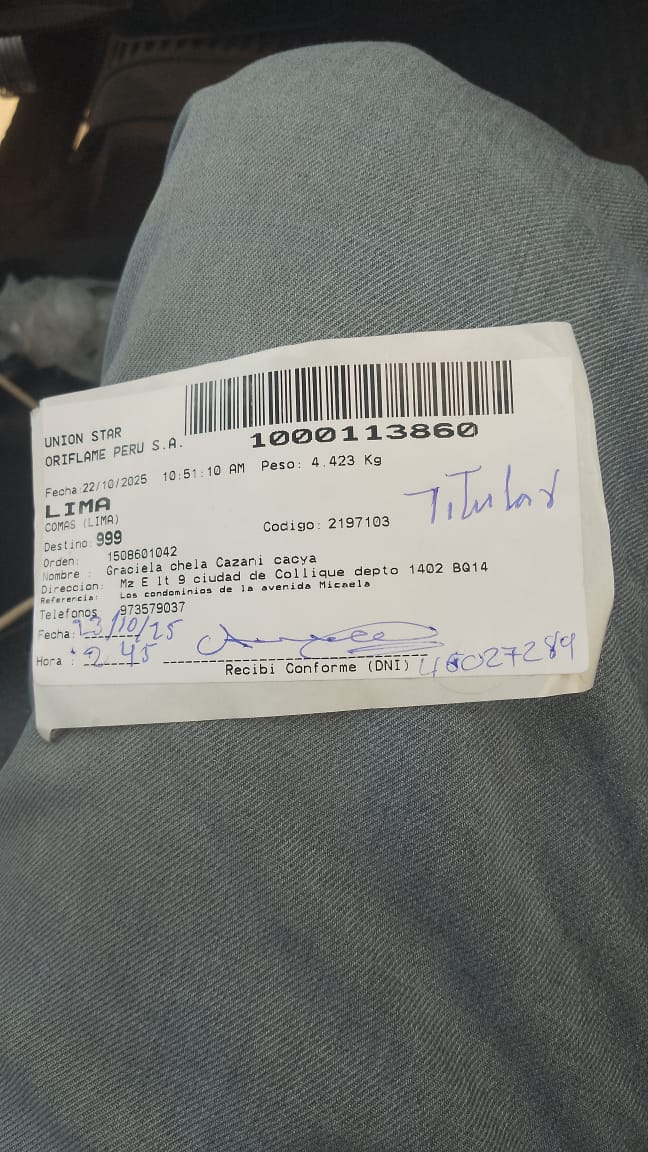 UNION STAR
ORIFLAME PERU S.A.
1000113860
Fecha:22/10/2025 10:51:10 AM Peso: 4.423 Kg
LIMA
COMAS (LIMA)
Titular
Destino: 999
Codigo: 2197103
Orden: 1508601042
Nombre : Graciela chela Cazani cacya
Direccion: Mz E lt 9 ciudad de Collique depto 1402 BQ14
Referencia: Los condominios de la avenida Micaela
Telefonos 973579037
Fecha: 23/10/25
Hora : 2:45
Recibi Conforme (DNI) 46027289